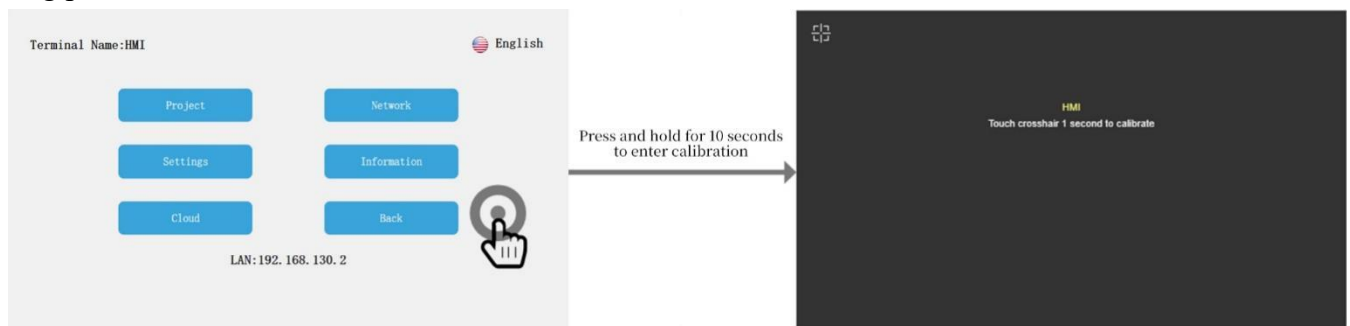 Terminal Name:HMI
English
Project
Network
Settings
Information
Cloud
Back
LAN:192. 168. 130. 2
Press and hold for 10 seconds
to enter calibration
HMI
Touch crosshair 1 second to calibrate